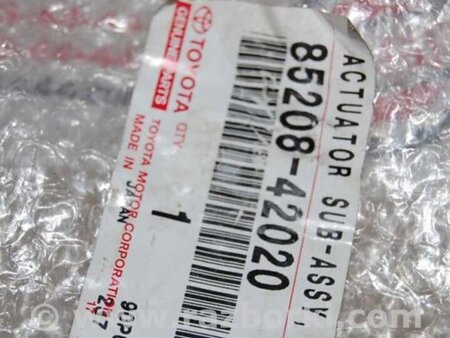 ACTUATOR SUB-ASSY,
85208-42020
TOYOTA QTY
GENUINE PARTS
1
TOYOTA MOTOR CORPORATION
MADE IN JAPAN